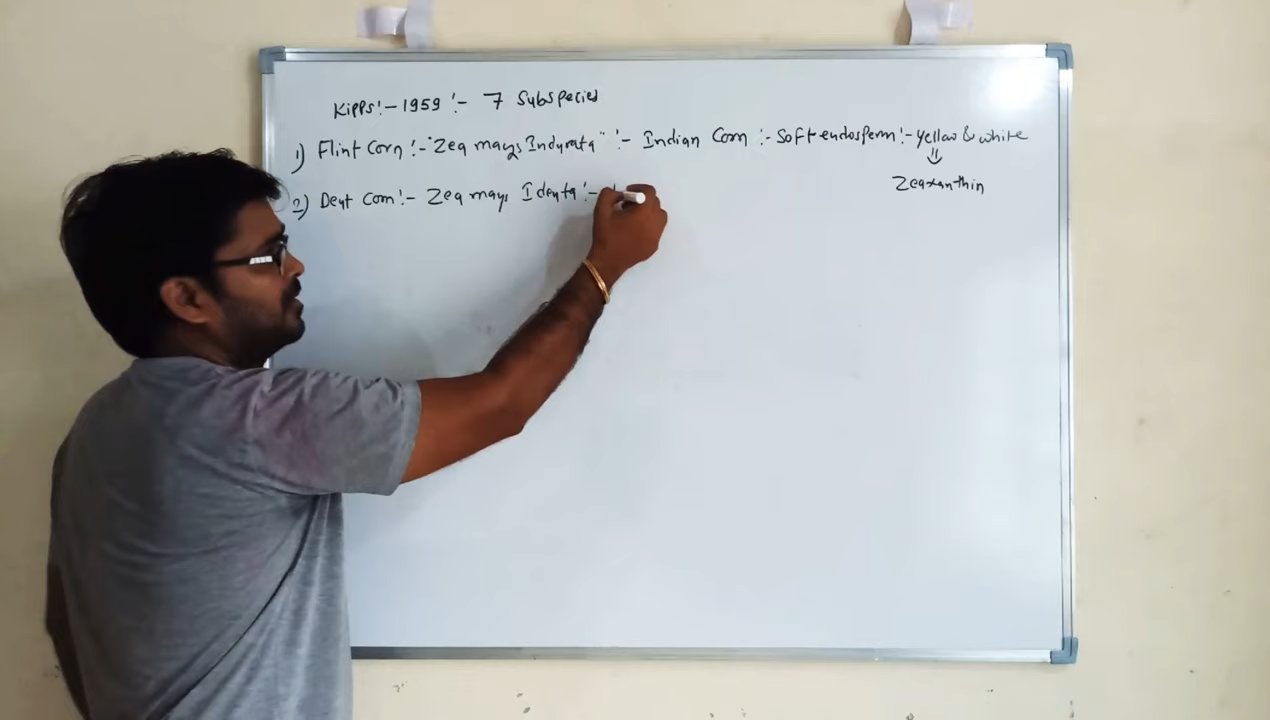 Kipps:- 1959 :- 7 Subspecies
1) Flint Corn :- "Zea mays Indurata" :- Indian Corn :- Soft endosperm :- yellow & white
Zeaxanthin
2) Dent Corn :- Zea mays Identa :-